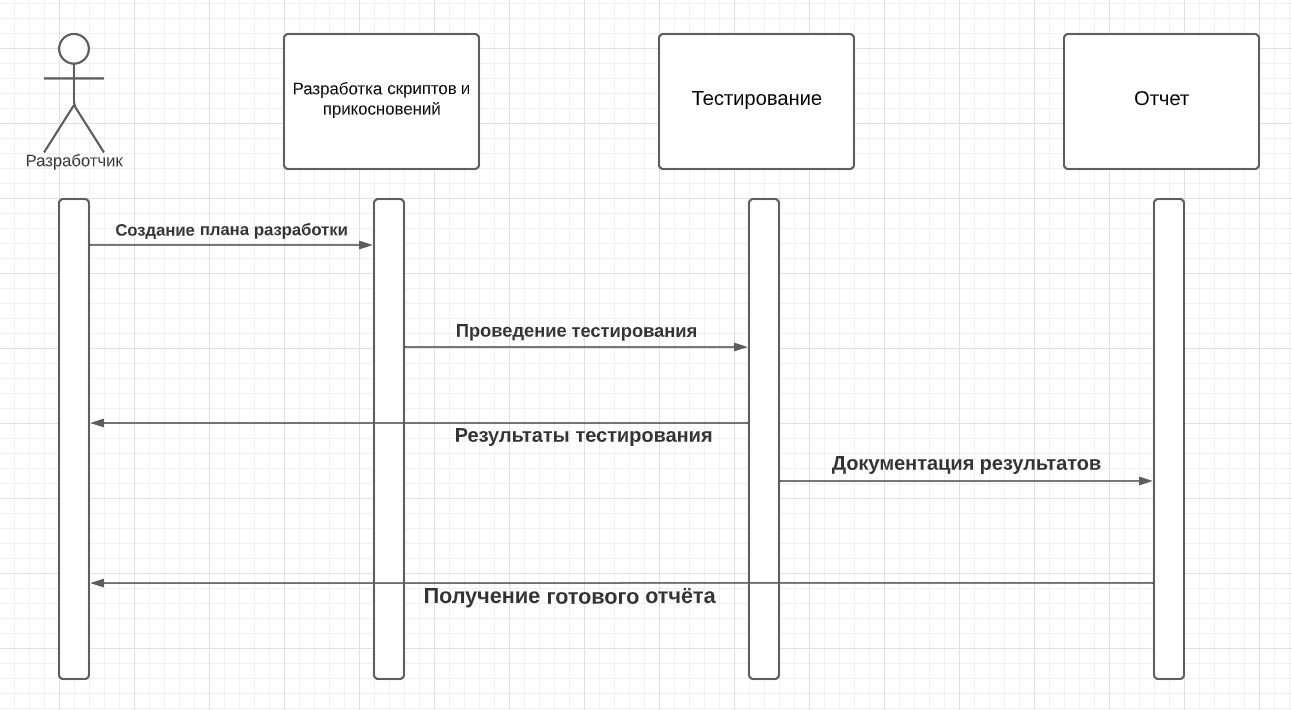 Разработчик
Разработка скриптов и
прикосновений
Тестирование
Отчет
Создание плана разработки
Проведение тестирования
Результаты тестирования
Документация результатов
Получение готового отчёта